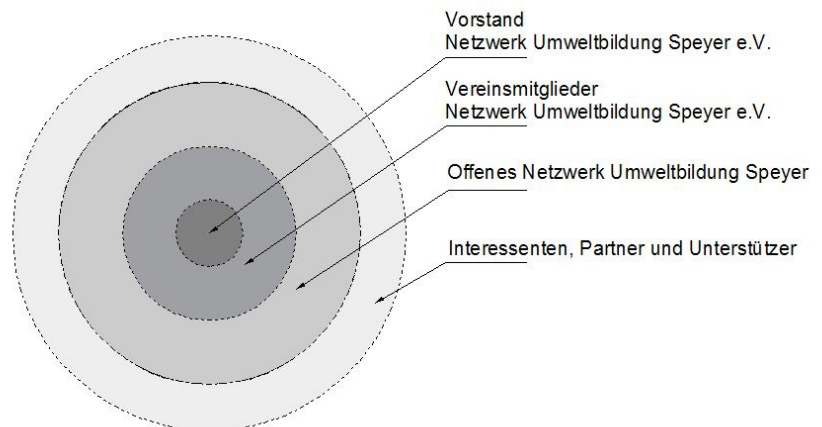 Vorstand
Netzwerk Umweltbildung Speyer e.V.
Vereinsmitglieder
Netzwerk Umweltbildung Speyer e.V.
Offenes Netzwerk Umweltbildung Speyer
Interessenten, Partner und Unterstützer